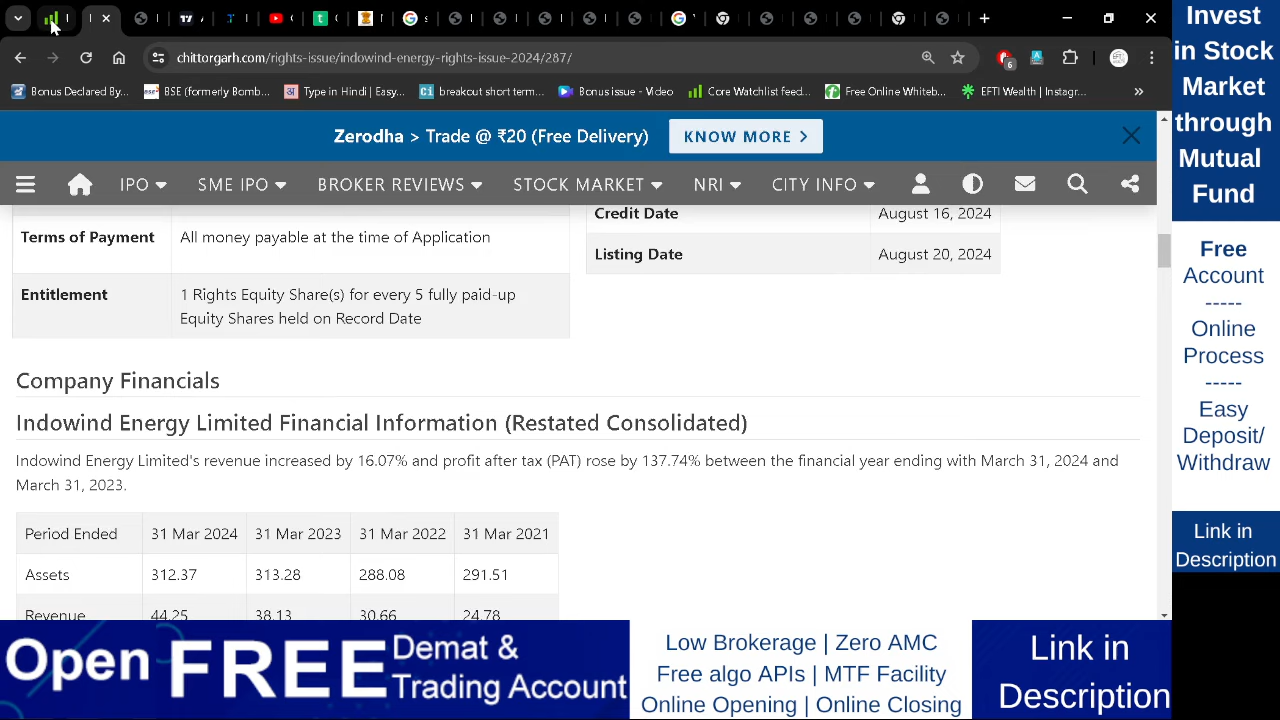 chittorgarh.com/rights-issue/indowind-energy-rights-issue-2024/287/
6
Bonus Declared By...
BSE (formerly Bomb...
Type in Hindi | Easy...
breakout short term...
Bonus issue - Video
Core Watchlist feed...
Free Online Whiteb...
EFTI Wealth | Instagr...
Zerodha > Trade @ ₹20 (Free Delivery)
KNOW MORE >
IPO
SME IPO
BROKER REVIEWS
STOCK MARKET
NRI
CITY INFO
Credit Date August 16, 2024
Terms of Payment All money payable at the time of Application
Listing Date August 20, 2024
Entitlement 1 Rights Equity Share(s) for every 5 fully paid-up
Equity Shares held on Record Date
Company Financials
Indowind Energy Limited Financial Information (Restated Consolidated)
Indowind Energy Limited's revenue increased by 16.07% and profit after tax (PAT) rose by 137.74% between the financial year ending with March 31, 2024 and
March 31, 2023.
Period Ended 31 Mar 2024 31 Mar 2023 31 Mar 2022 31 Mar 2021
Assets 312.37 313.28 288.08 291.51
Revenue 44.25 38.13 30.66 24.78
Invest
in Stock
Market
through
Mutual
Fund
Free
Account
-----
Online
Process
-----
Easy
Deposit/
Withdraw
Link in
Description
Open FREE Demat &
Trading Account
Low Brokerage | Zero AMC
Free algo APIs | MTF Facility
Online Opening | Online Closing
Link in
Description